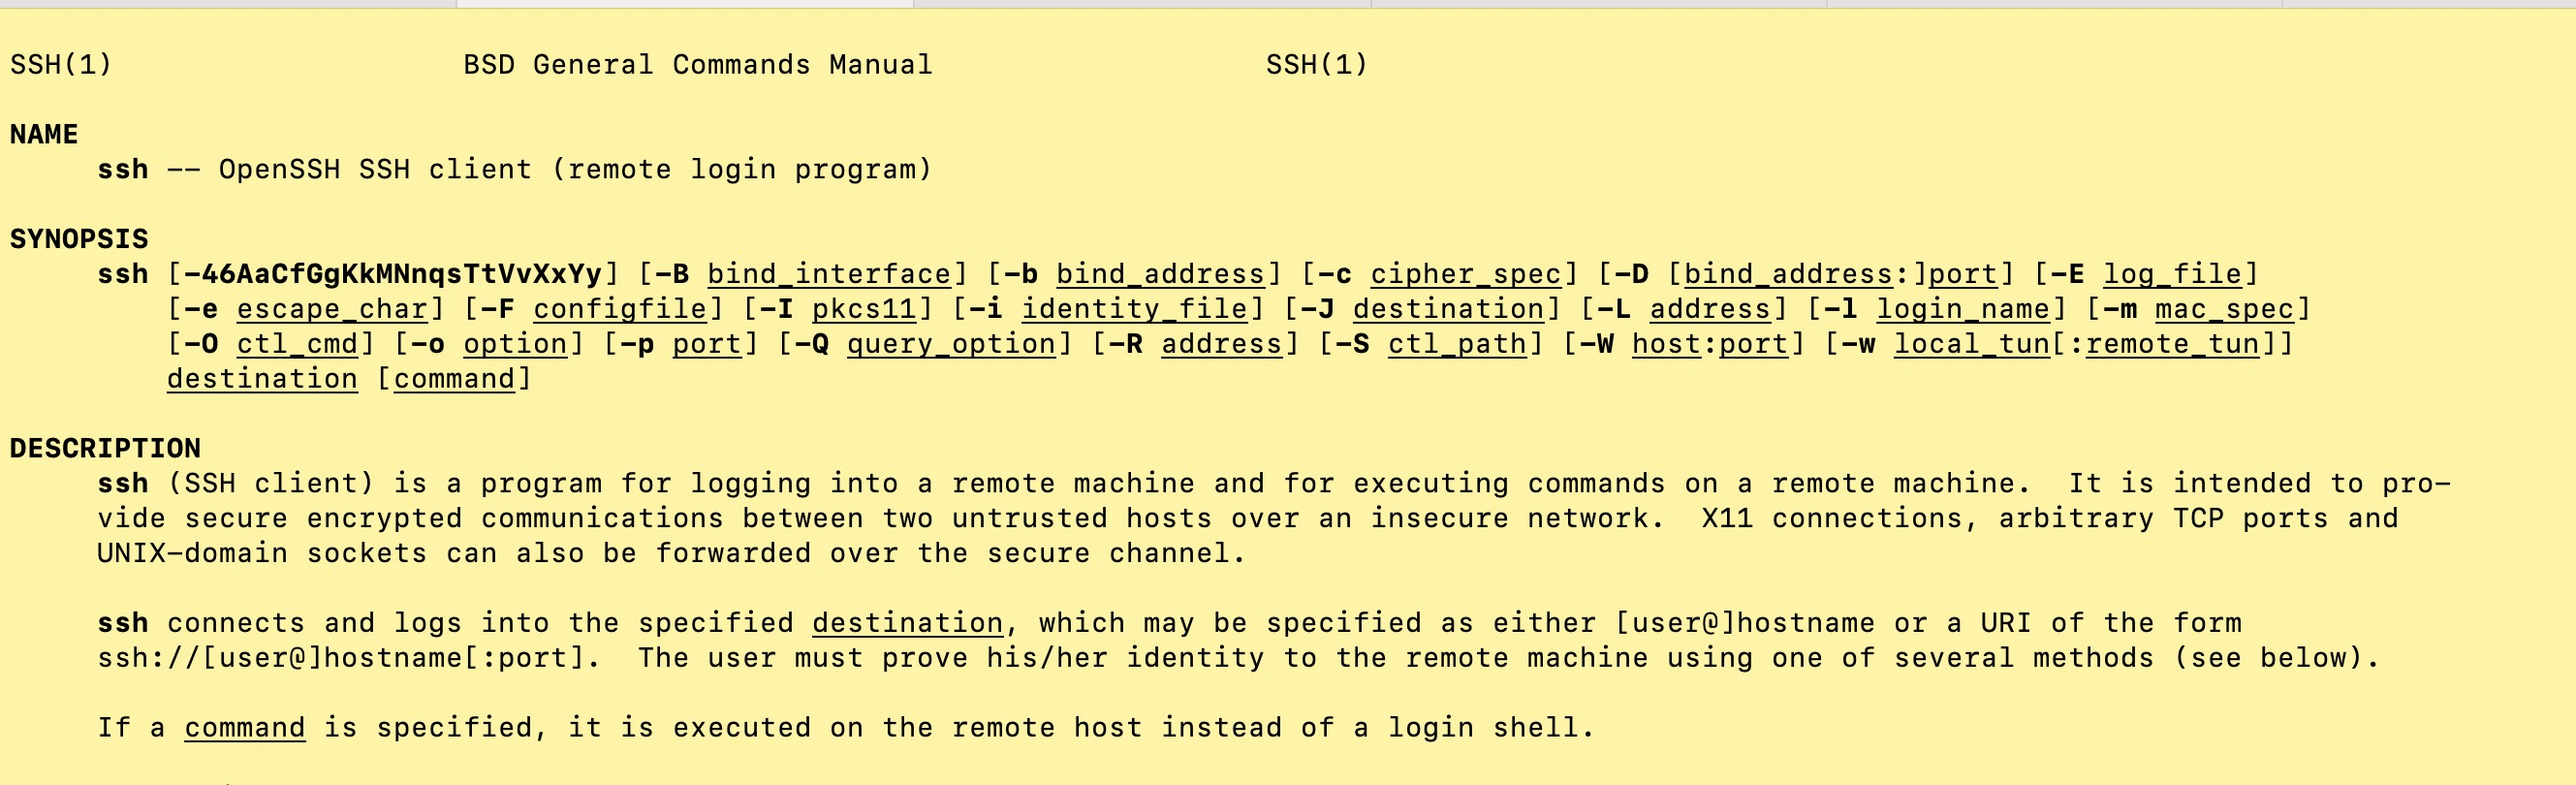 SSH(1)                    BSD General Commands Manual                   SSH(1)
NAME
ssh -- OpenSSH SSH client (remote login program)
SYNOPSIS
ssh [-46AaCfGgKkMNnqsTtVvXxYy] [-B bind_interface] [-b bind_address] [-c cipher_spec] [-D [bind_address:]port] [-E log_file]
[-e escape_char] [-F configfile] [-I pkcs11] [-i identity_file] [-J destination] [-L address] [-l login_name] [-m mac_spec]
[-O ctl_cmd] [-o option] [-p port] [-Q query_option] [-R address] [-S ctl_path] [-W host:port] [-w local_tun[:remote_tun]]
destination [command]
DESCRIPTION
ssh (SSH client) is a program for logging into a remote machine and for executing commands on a remote machine.  It is intended to pro-
vide secure encrypted communications between two untrusted hosts over an insecure network.  X11 connections, arbitrary TCP ports and
UNIX-domain sockets can also be forwarded over the secure channel.
ssh connects and logs into the specified destination, which may be specified as either [user@]hostname or a URI of the form
ssh://[user@]hostname[:port].  The user must prove his/her identity to the remote machine using one of several methods (see below).
If a command is specified, it is executed on the remote host instead of a login shell.